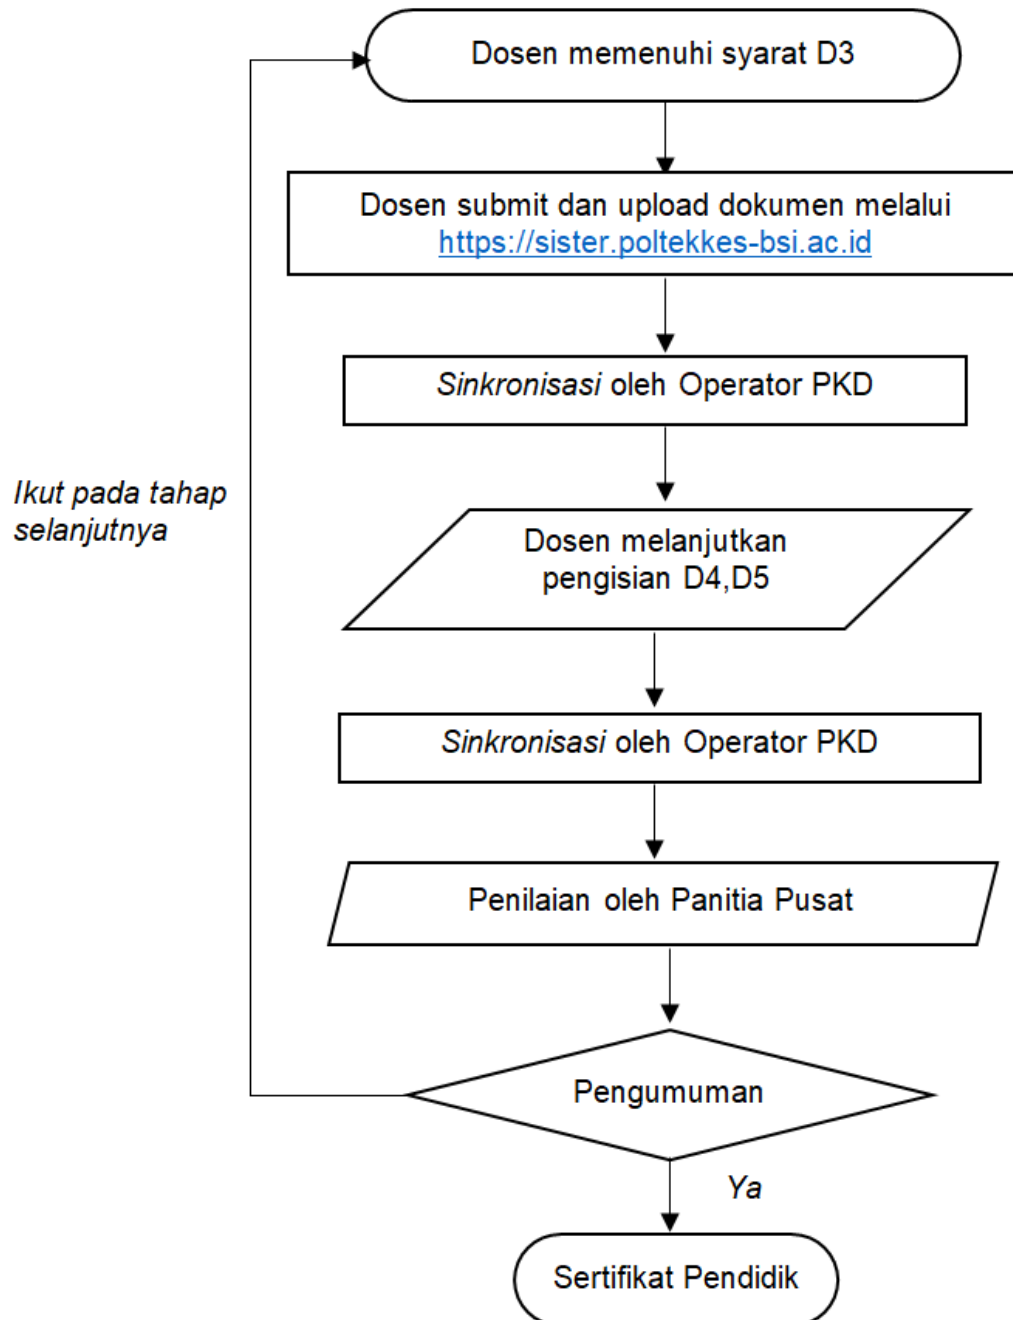 Dosen memenuhi syarat D3
Dosen submit dan upload dokumen melalui
https://sister.poltekkes-bsi.ac.id
Sinkronisasi oleh Operator PKD
Ikut pada tahap
selanjutnya
Dosen melanjutkan
pengisian D4,D5
Sinkronisasi oleh Operator PKD
Penilaian oleh Panitia Pusat
Pengumuman
Ya
Sertifikat Pendidik